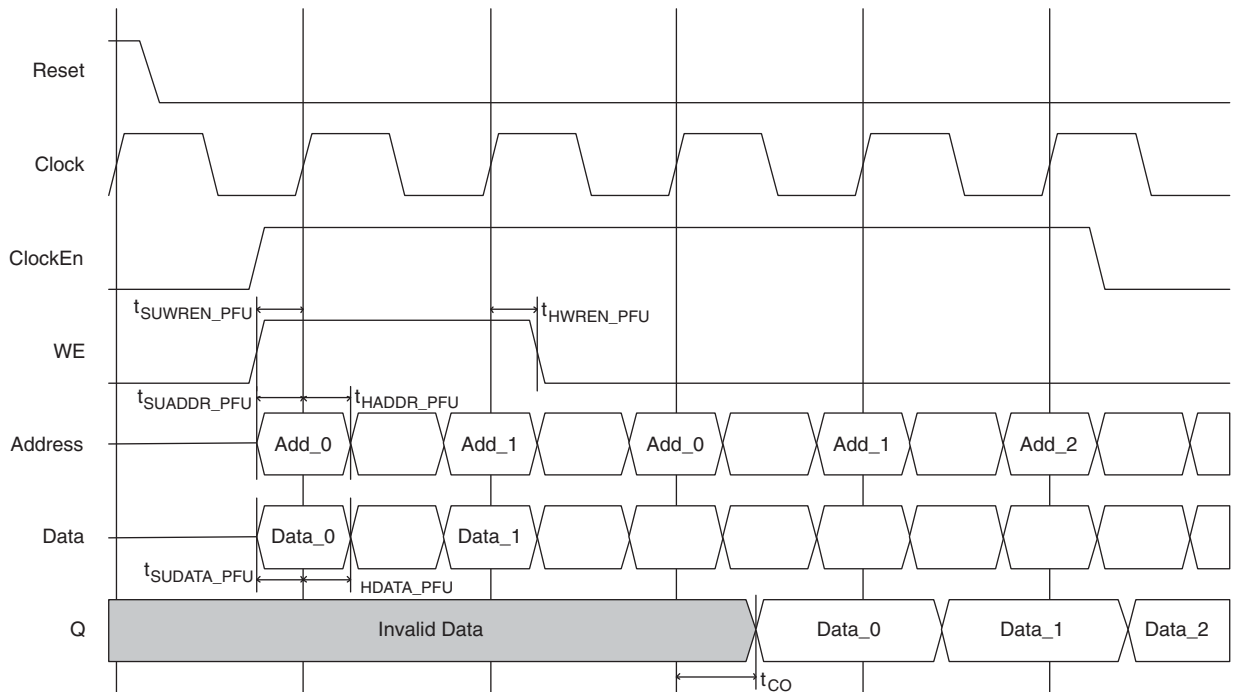 Reset
Clock
ClockEn
tSUWREN_PFU
tHWREN_PFU
WE
tSUADDR_PFU
tHADDR_PFU
Address
Add_0
Add_1
Add_0
Add_1
Add_2
Data
Data_0
Data_1
tSUDATA_PFU
HDATA_PFU
Q
Invalid Data
Data_0
Data_1
Data_2
tCO